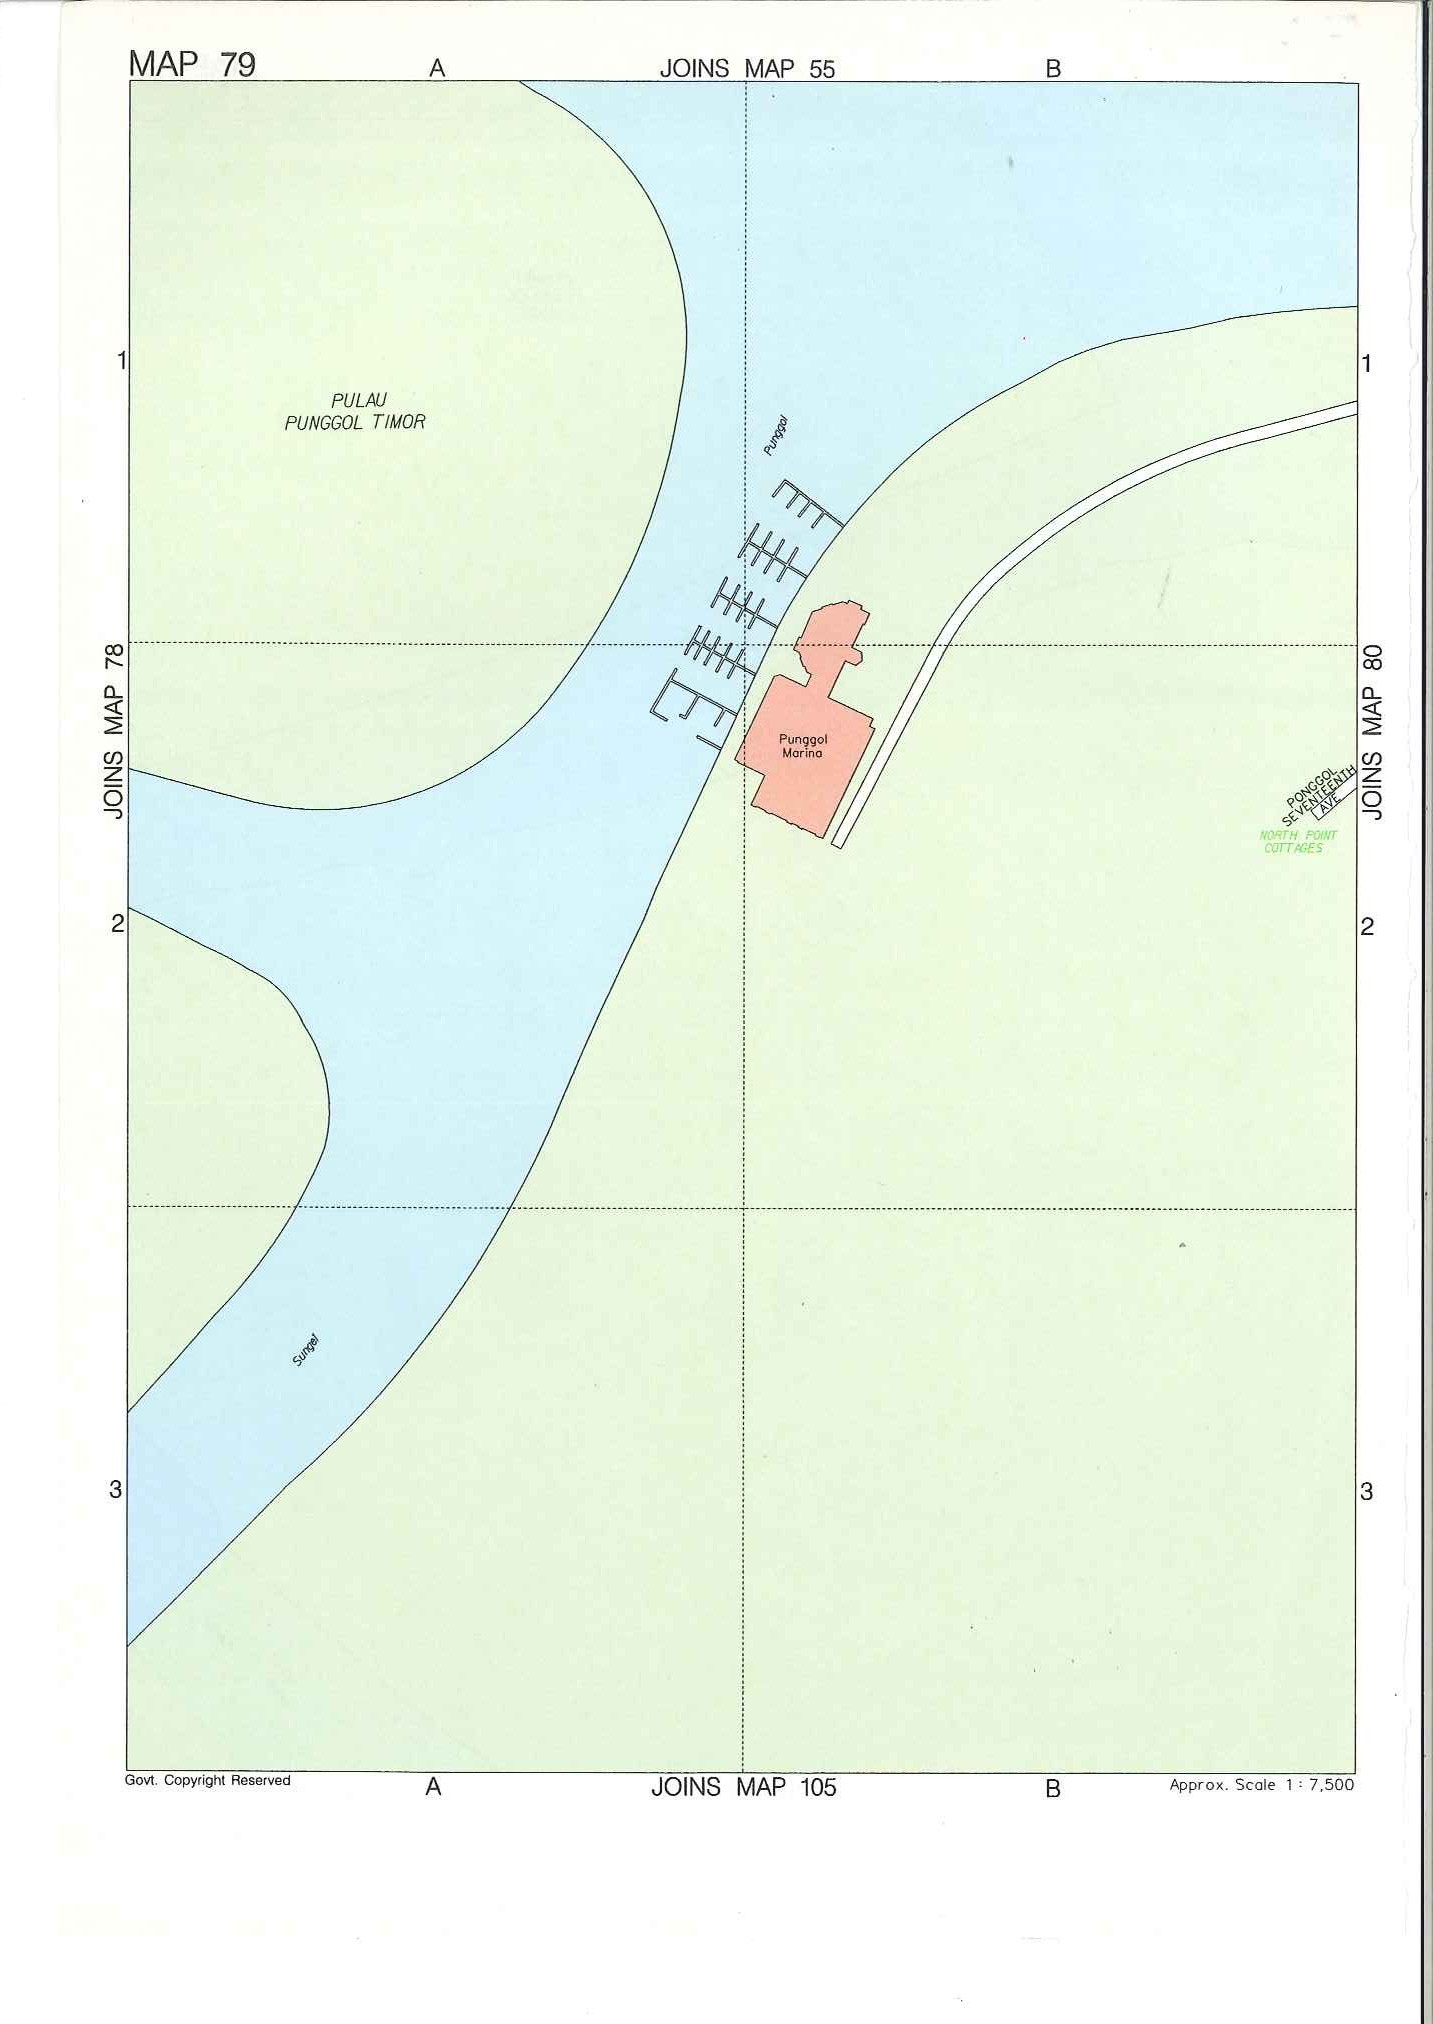 MAP 79
A
JOINS MAP 55
B
1
1
PULAU
PUNGGOL TIMOR
Punggol
JOINS MAP 78
JOINS MAP 80
Punggol
Marina
PONGGOL
SEVENTEENTH
AVE
NORTH POINT
COTTAGES
2
2
Sungei
3
3
Govt. Copyright Reserved
A
JOINS MAP 105
B
Approx. Scale 1 : 7,500